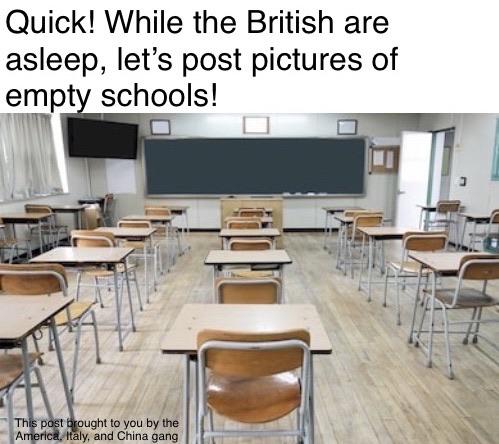 Quick! While the British are
asleep, let’s post pictures of
empty schools!
This post brought to you by the
America, Italy, and China gang